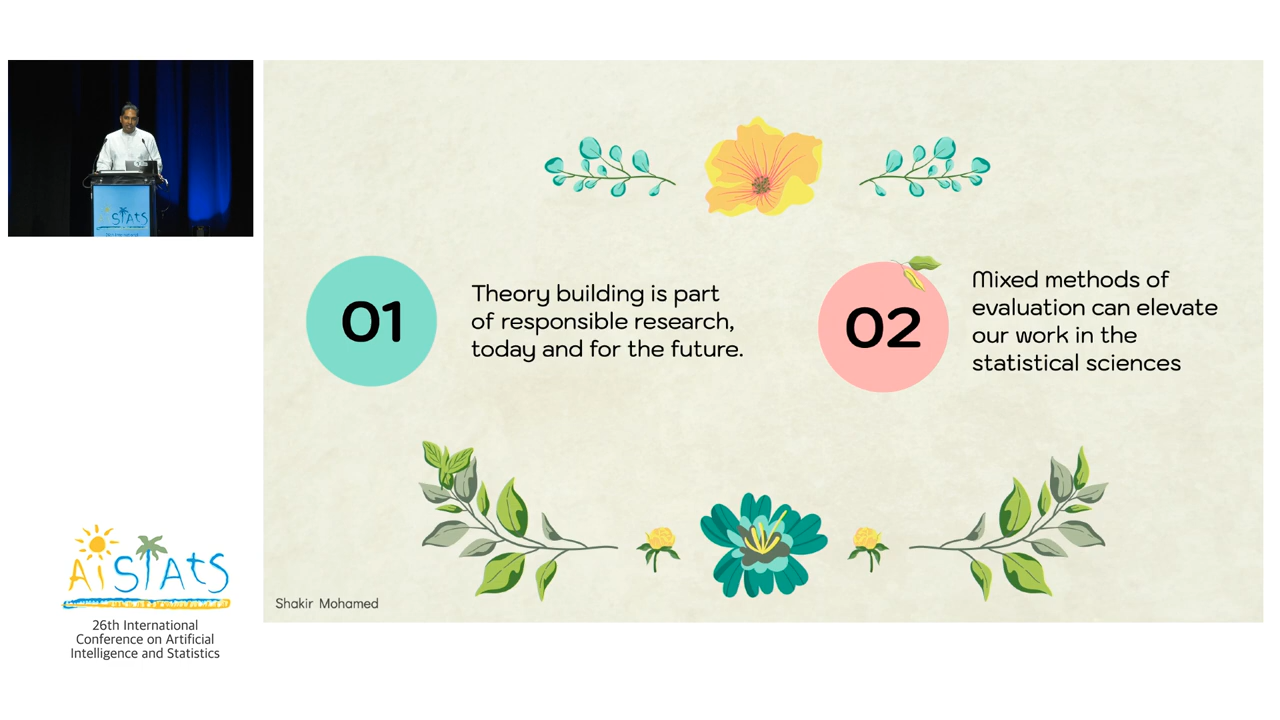 AiSTATS
01
Theory building is part
of responsible research,
today and for the future.
02
Mixed methods of
evaluation can elevate
our work in the
statistical sciences
Shakir Mohamed
AiSTATS
26th International
Conference on Artificial
Intelligence and Statistics